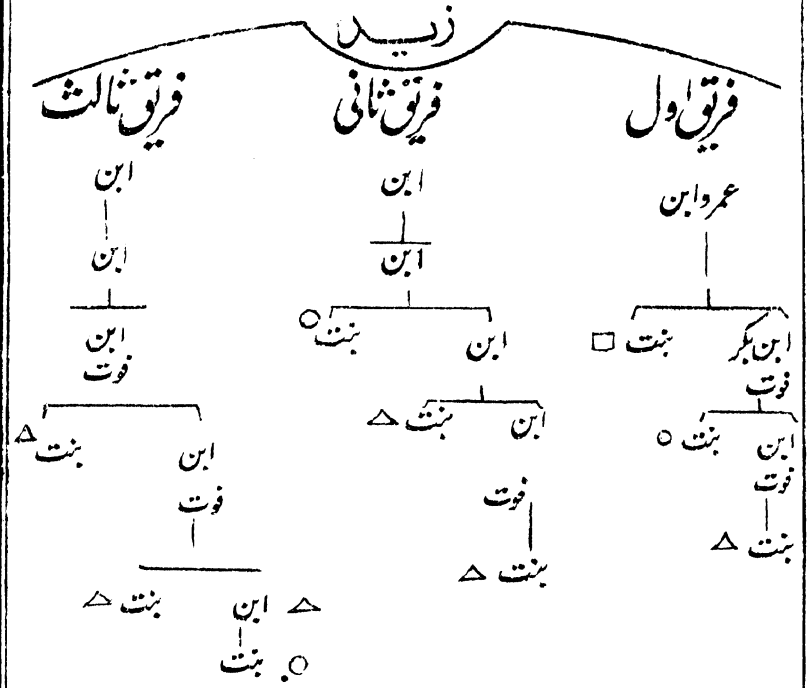 زید
فریق اول فریق ثانی فریق ثالث
عمرو ابن ابن ابن
ابن ابن
ابن بکر بنت ابن بنت ابن
فوت فوت
ابن بنت ابن بنت ابن بنت
فوت فوت فوت
بنت بنت ابن بنت
بنت